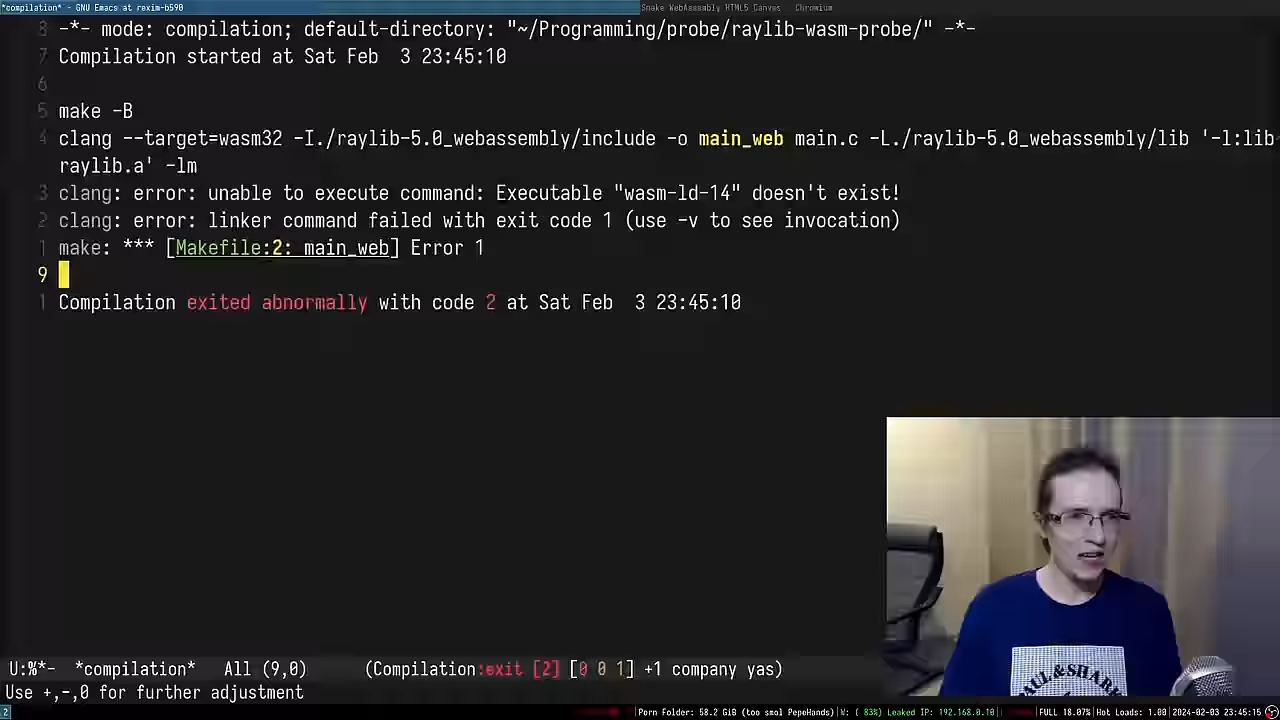 *compilation* - GNU Emacs at rexim-b590
Snake WebAssembly HTML5 Canvas   Chromium
8 -*- mode: compilation; default-directory: "~/Programming/probe/raylib-wasm-probe/" -*-
7 Compilation started at Sat Feb  3 23:45:10
6
5 make -B
4 clang --target=wasm32 -I./raylib-5.0_webassembly/include -o main_web main.c -L./raylib-5.0_webassembly/lib '-l:lib
raylib.a' -lm
3 clang: error: unable to execute command: Executable "wasm-ld-14" doesn't exist!
2 clang: error: linker command failed with exit code 1 (use -v to see invocation)
1 make: *** [Makefile:2: main_web] Error 1
9
1 Compilation exited abnormally with code 2 at Sat Feb  3 23:45:10
U:%*-  *compilation*   All (9,0)      (Compilation:exit [2] [0 0 1] +1 company yas)
Use +,-,0 for further adjustment
2
Porn Folder: 58.2 GiB (too smol PepeHands) |W: ( 83%) Leaked IP: 192.168.0.10 | FULL 18.07% |Hot Loads: 1.00 |2024-02-03 23:45:15